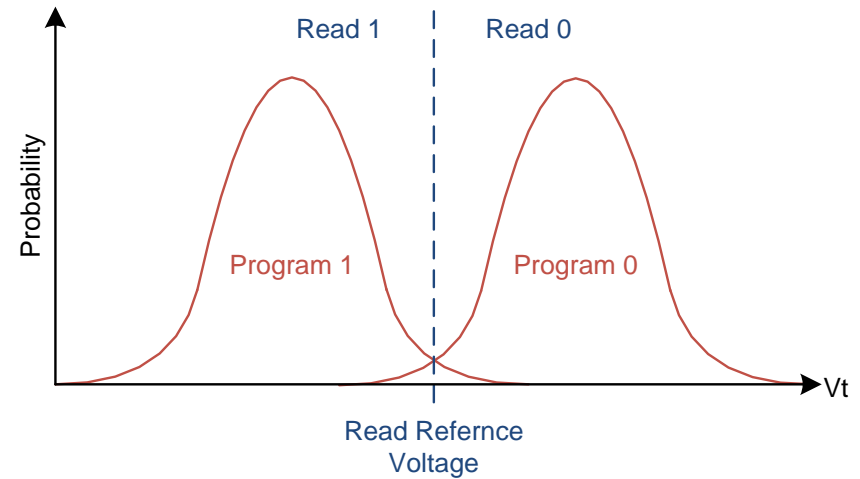 Read 1
Read 0
Probability
Program 1
Program 0
Vt
Read Refernce
Voltage